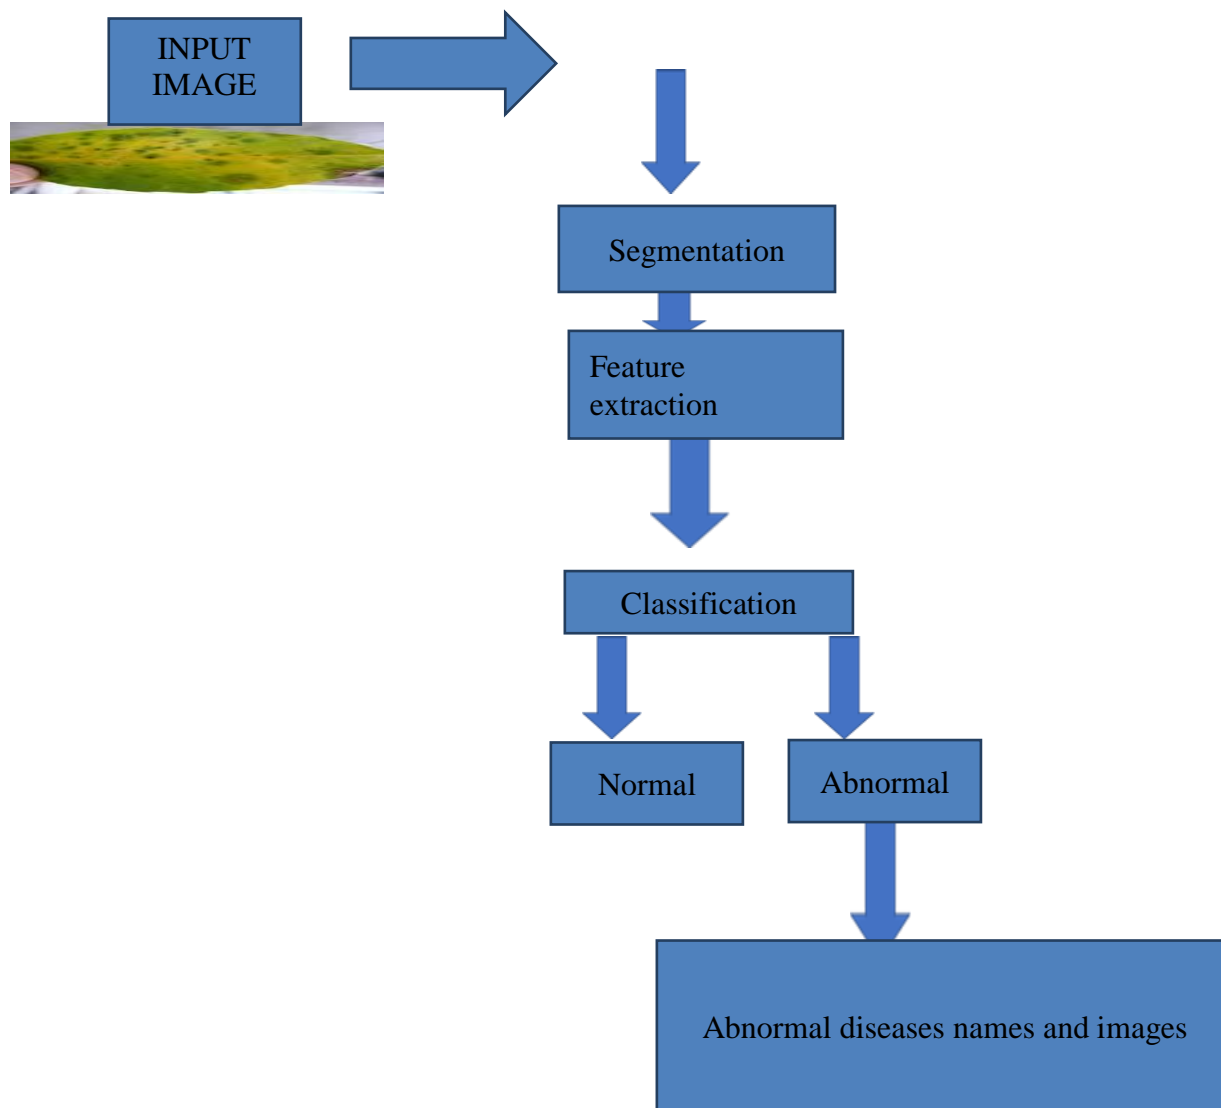 INPUT
IMAGE
Segmentation
Feature
extraction
Classification
Normal
Abnormal
Abnormal diseases names and images